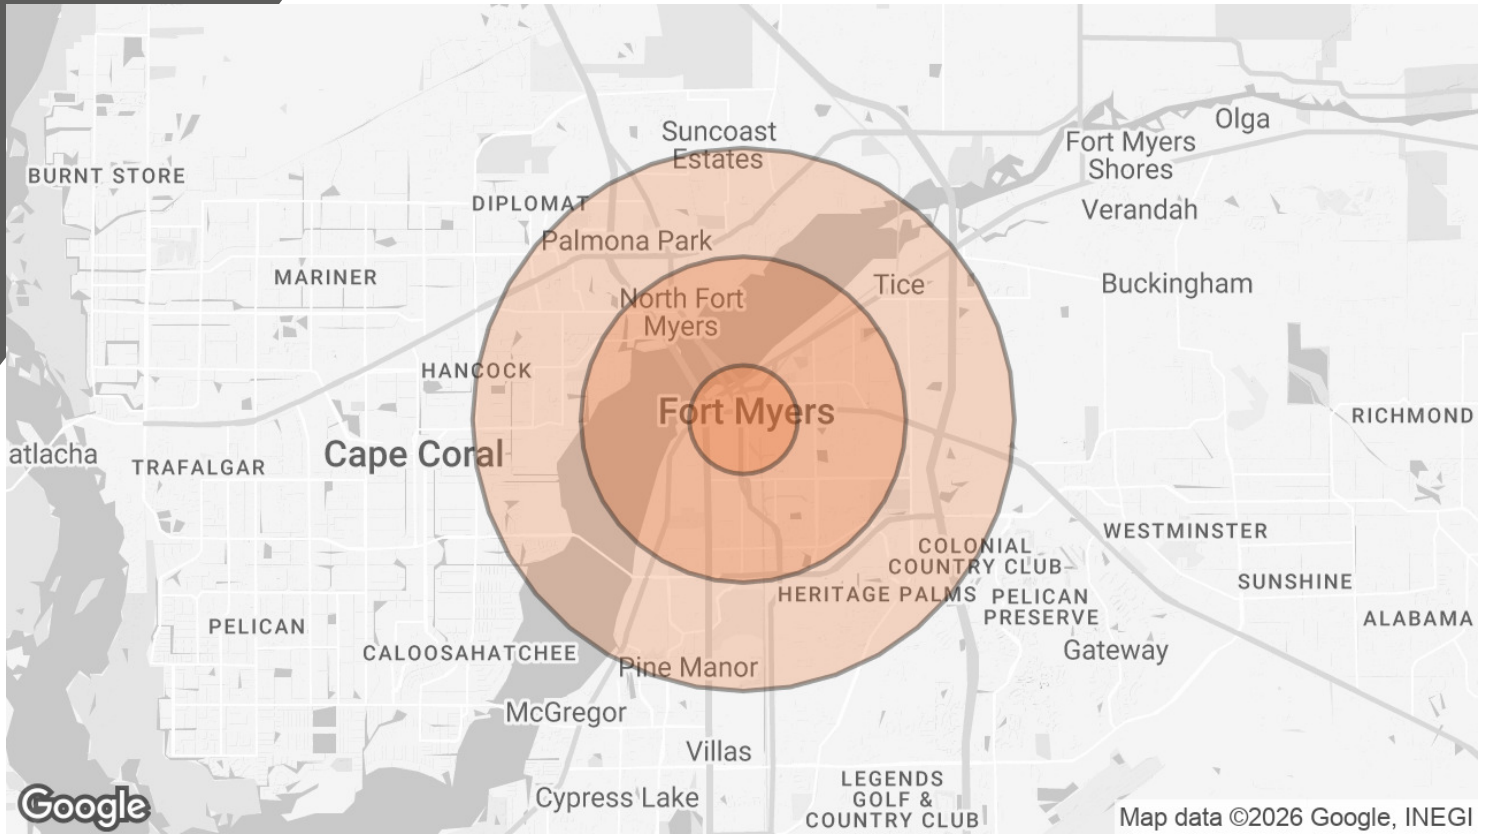 Suncoast
Estates
Olga
Fort Myers
Shores
BURNT STORE
DIPLOMAT
Verandah
Palmona Park
MARINER
Tice
Buckingham
North Fort
Myers
HANCOCK
Fort Myers
RICHMOND
atlacha
Cape Coral
TRAFALGAR
WESTMINSTER
COLONIAL
COUNTRY CLUB
SUNSHINE
HERITAGE PALMS
PELICAN
PRESERVE
PELICAN
ALABAMA
CALOOSAHATCHEE
Gateway
Pine Manor
McGregor
Villas
LEGENDS
GOLF &
COUNTRY CLUB
Cypress Lake
Google
Map data ©2026 Google, INEGI